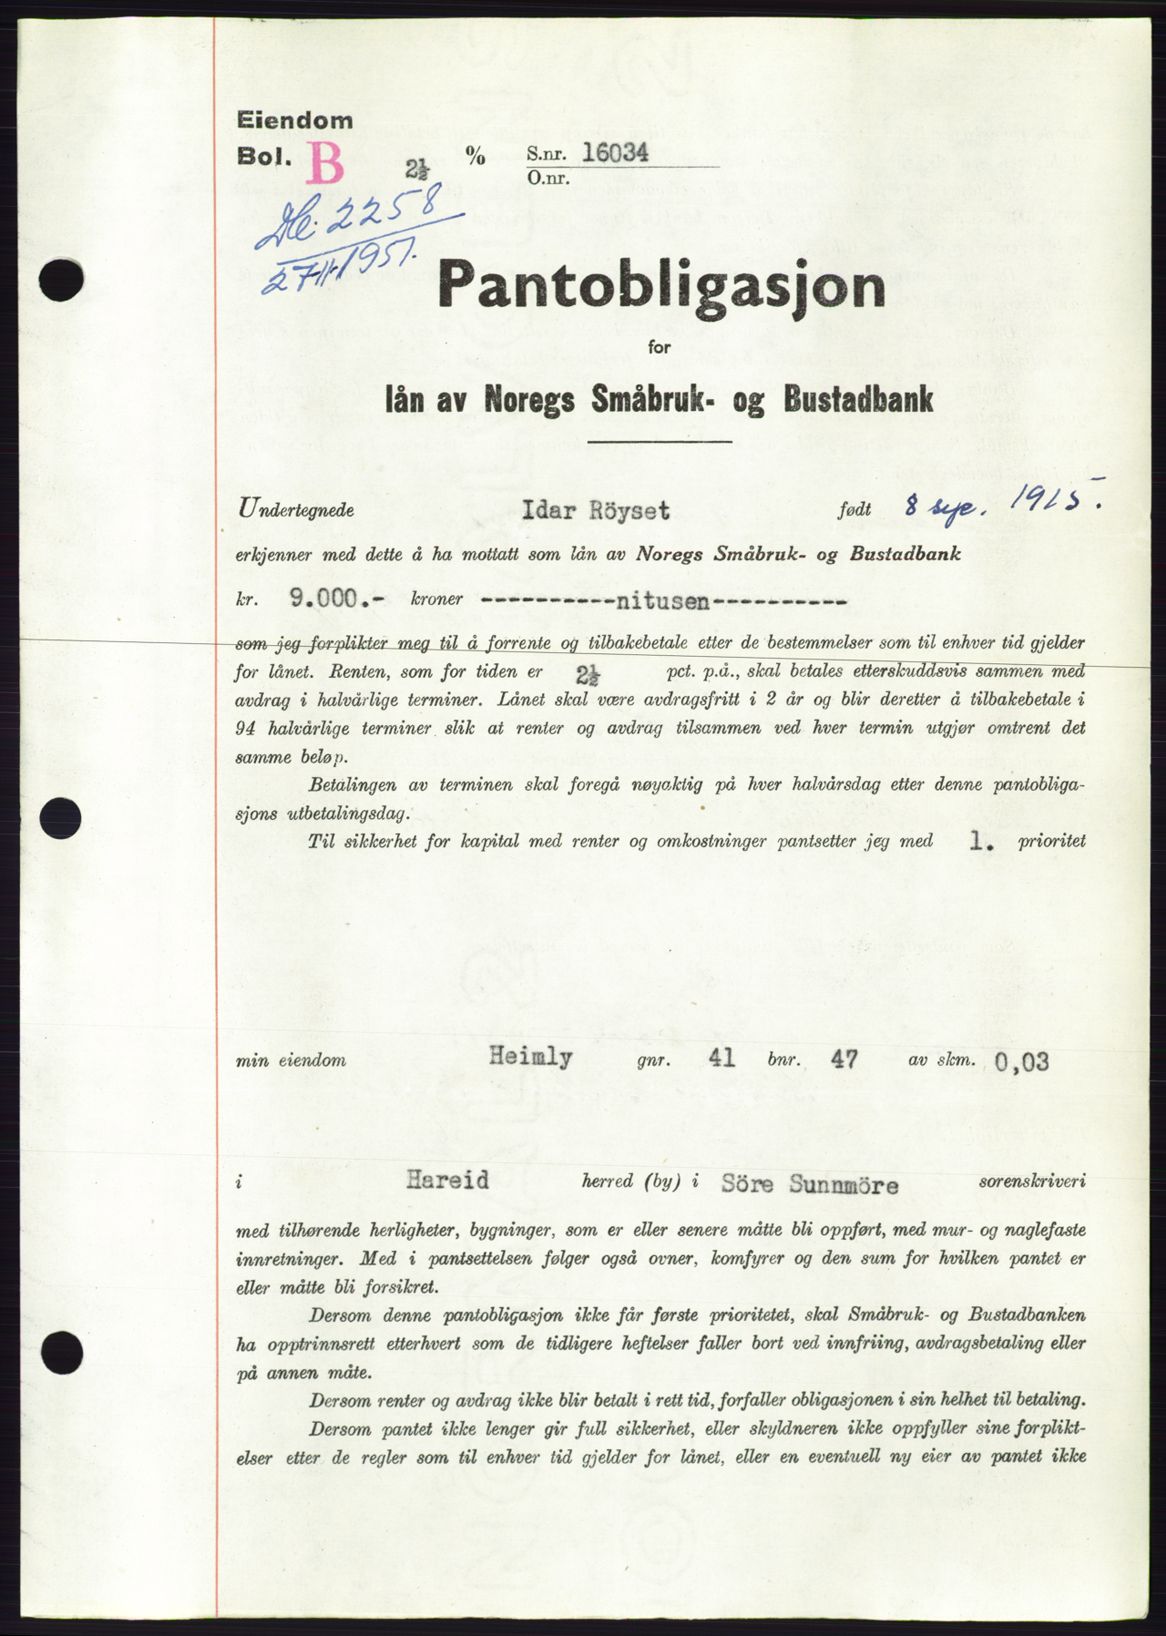 Eiendom
Bol. B 2½ % S.nr. 16034
O.nr.
2258
27-11-1951.
Pantobligasjon
for
lån av Noregs Småbruk- og Bustadbank
Undertegnede Idar Röyset født 8 1915.
erkjenner med dette å ha mottatt som lån av Noregs Småbruk- og Bustadbank
kr. 9.000.- kroner ----------nitusen----------
som jeg forplikter meg til å forrente og tilbakebetale etter de bestemmelser som til enhver tid gjelder
for lånet. Renten, som for tiden er 2½ pct. p.å., skal betales etterskuddsvis sammen med
avdrag i halvårlige terminer. Lånet skal være avdragsfritt i 2 år og blir deretter å tilbakebetale i
94 halvårlige terminer slik at renter og avdrag tilsammen ved hver termin utgjør omtrent det
samme beløp.
Betalingen av terminen skal foregå nøyaktig på hver halvårsdag etter denne pantobliga-
sjons utbetalingsdag.
Til sikkerhet for kapital med renter og omkostninger pantsetter jeg med 1. prioritet
min eiendom Heimly gnr. 41 bnr. 47 av skm. 0,03
i Hareid herred (by) i Söre Sunnmöre sorenskriveri
med tilhørende herligheter, bygninger, som er eller senere måtte bli oppført, med mur- og naglefaste
innretninger. Med i pantsettelsen følger også ovner, komfyrer og den sum for hvilken pantet er
eller måtte bli forsikret.
Dersom denne pantobligasjon ikke får første prioritetet, skal Småbruk- og Bustadbanken
ha opptrinnsrett etterhvert som de tidligere heftelser faller bort ved innfriing, avdragsbetaling eller
på annen måte.
Dersom renter og avdrag ikke blir betalt i rett tid, forfaller obligasjonen i sin helhet til betaling.
Dersom pantet ikke lenger gir full sikkerhet, eller skyldneren ikke oppfyller sine forplikt-
elser etter de regler som til enhver tid gjelder for lånet, eller en eventuell ny eier av pantet ikke